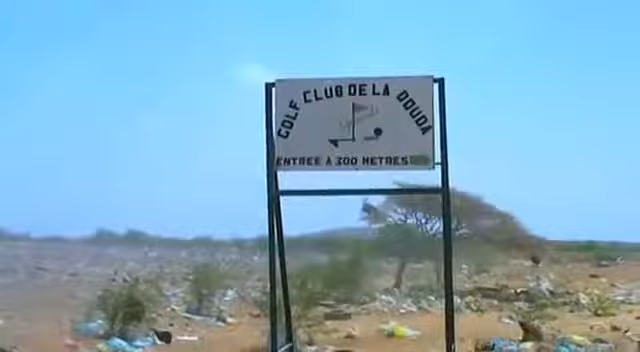 GOLF CLUB DE LA DOUDA
ENTREE À 300 METRES